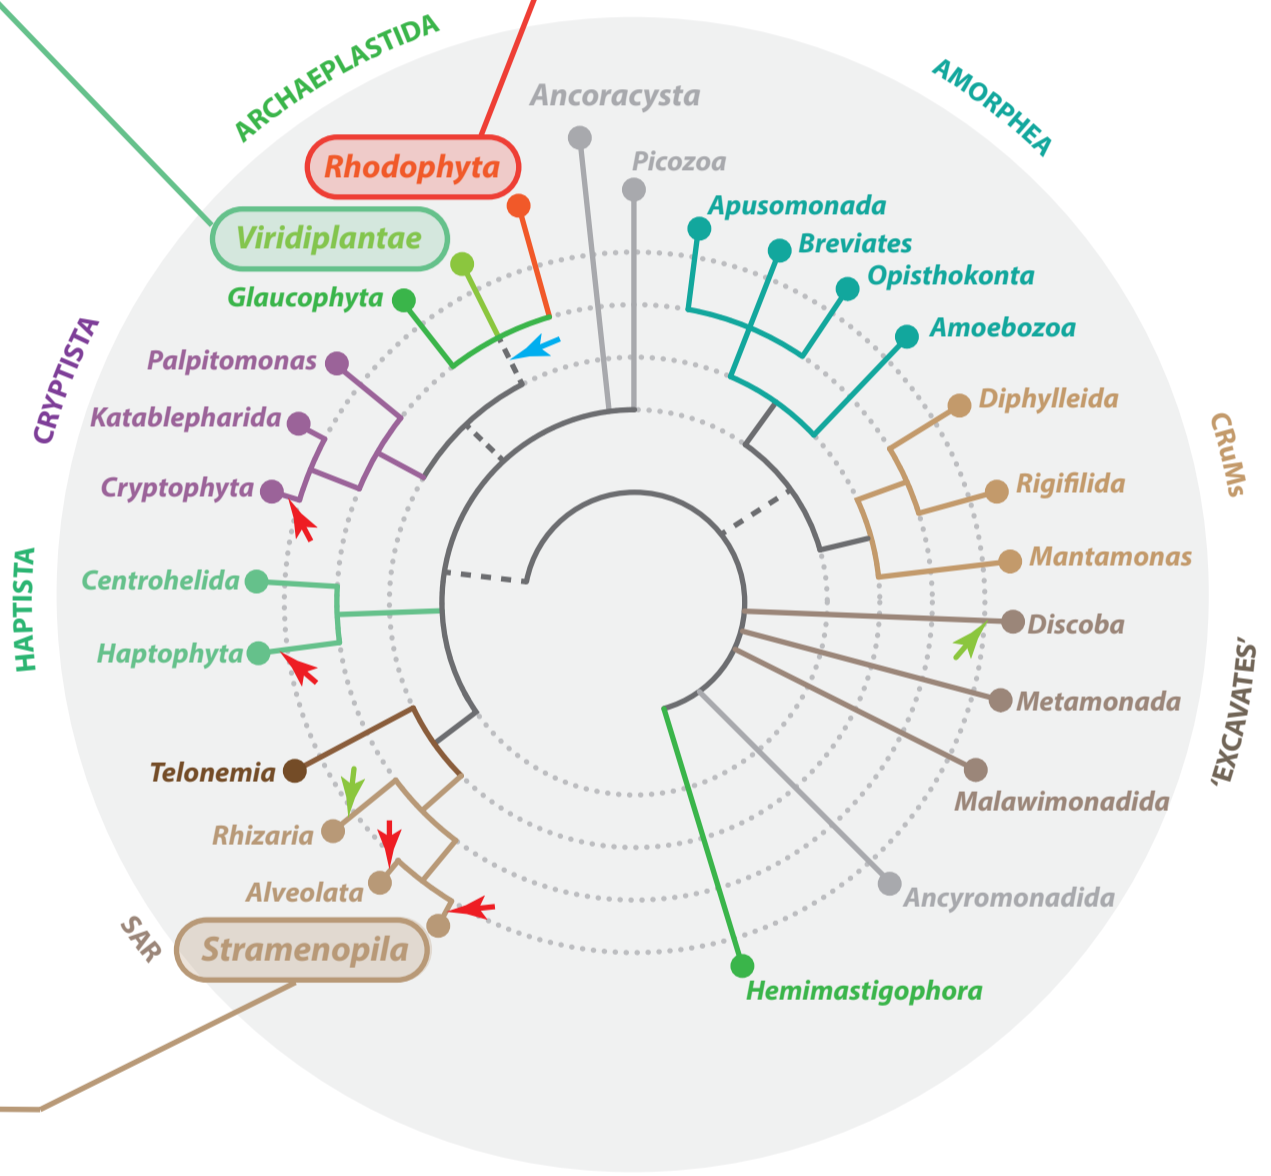 ARCHAEPLASTIDA
AMORPHEA
Ancoracysta
Picozoa
Rhodophyta
Viridiplantae
Glaucophyta
Apusomonada
Breviates
Opisthokonta
Amoebozoa
CRYPTISTA
Palpitomonas
Katablepharida
Cryptophyta
Diphylleida
Rigifilida
Mantamonas
CRuMs
HAPTISTA
Centrohelida
Haptophyta
Discoba
Metamonada
Malawimonadida
'EXCAVATES'
Telonemia
Rhizaria
Alveolata
Stramenopila
SAR
Ancyromonadida
Hemimastigophora